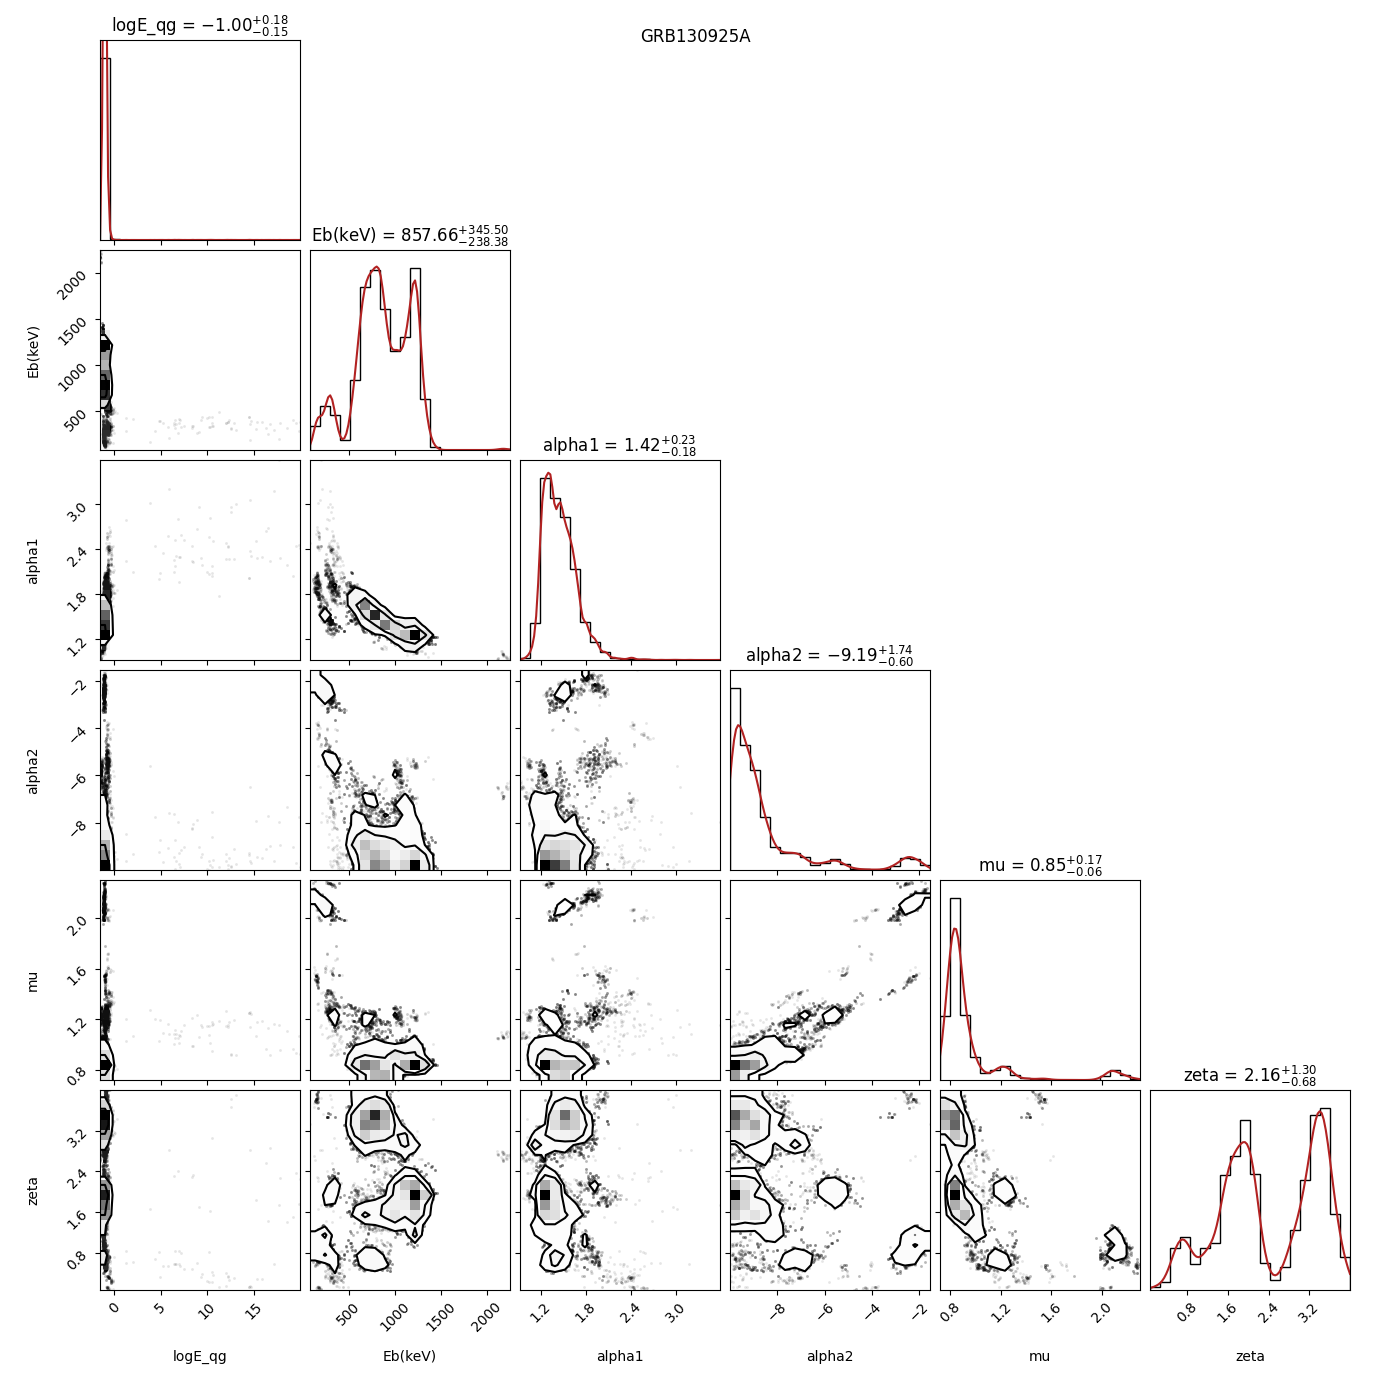 GRB130925A
logE_qg = −1.00+0.18−0.15
Eb(keV) = 857.66+345.50−238.38
2000
1500
1000
500
Eb(keV)
alpha1 = 1.42+0.23−0.18
3.0
2.4
1.8
1.2
alpha1
alpha2 = −9.19+1.74−0.60
−2
−4
−6
−8
alpha2
mu = 0.85+0.17−0.06
2.0
1.6
1.2
0.8
mu
zeta = 2.16+1.30−0.68
3.2
2.4
1.6
0.8
zeta
0 5 10 15
500 1000 1500 2000
1.2 1.8 2.4 3.0
−8 −6 −4 −2
0.8 1.2 1.6 2.0
0.8 1.6 2.4 3.2
logE_qg Eb(keV) alpha1 alpha2 mu zeta